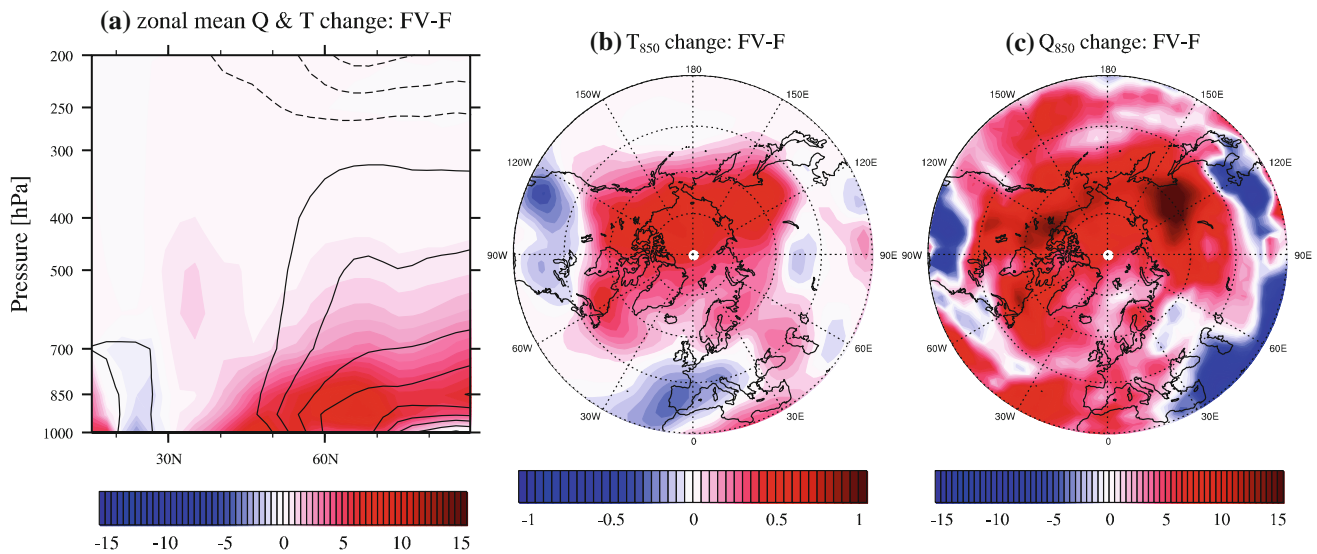 (a) zonal mean Q & T change: FV-F
Pressure [hPa]
200
250
300
400
500
700
850
1000
30N
60N
-15 -10 -5 0 5 10 15
(b) T850 change: FV-F
180
150W 150E
120W 120E
90W 90E
60W 60E
30W 30E
0
-1 -0.5 0 0.5 1
(c) Q850 change: FV-F
180
150W 150E
120W 120E
90W 90E
60W 60E
30W 30E
0
-15 -10 -5 0 5 10 15